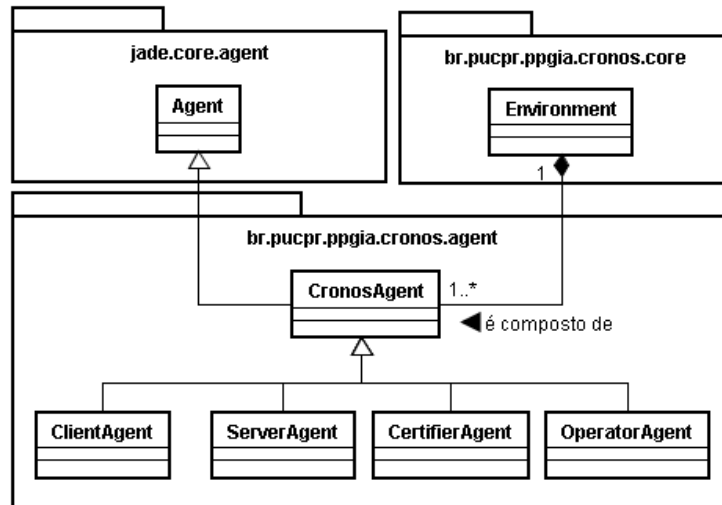 jade.core.agent
Agent
br.pucpr.ppgia.cronos.core
Environment
1
br.pucpr.ppgia.cronos.agent
CronosAgent
1..*
é composto de
ClientAgent
ServerAgent
CertifierAgent
OperatorAgent